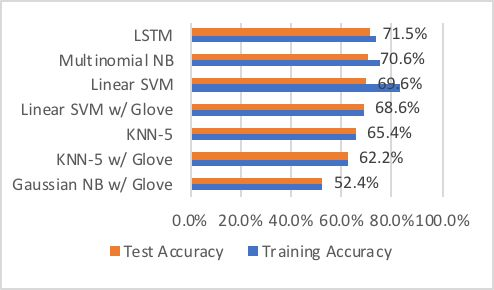 LSTM 71.5%
Multinomial NB 70.6%
Linear SVM 69.6%
Linear SVM w/ Glove 68.6%
KNN-5 65.4%
KNN-5 w/ Glove 62.2%
Gaussian NB w/ Glove 52.4%
0.0% 20.0% 40.0% 60.0% 80.0% 100.0%
Test Accuracy Training Accuracy